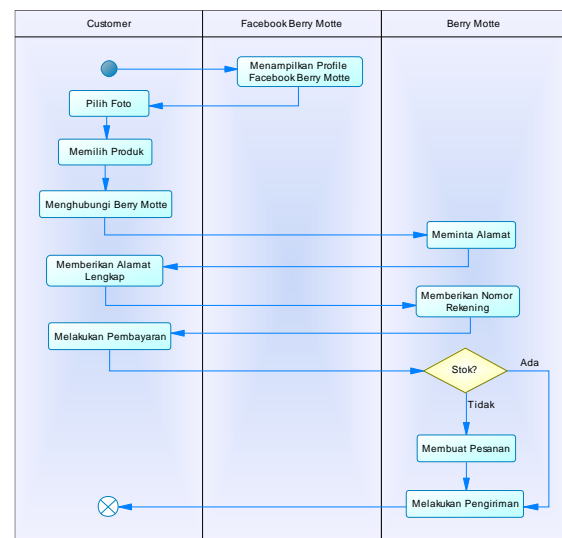 Customer
Facebook Berry Motte
Berry Motte
Menampilkan Profile
Facebook Berry Motte
Pilih Foto
Memilih Produk
Menghubungi Berry Motte
Meminta Alamat
Memberikan Alamat
Lengkap
Memberikan Nomor
Rekening
Melakukan Pembayaran
Stok?
Ada
Tidak
Membuat Pesanan
Melakukan Pengiriman